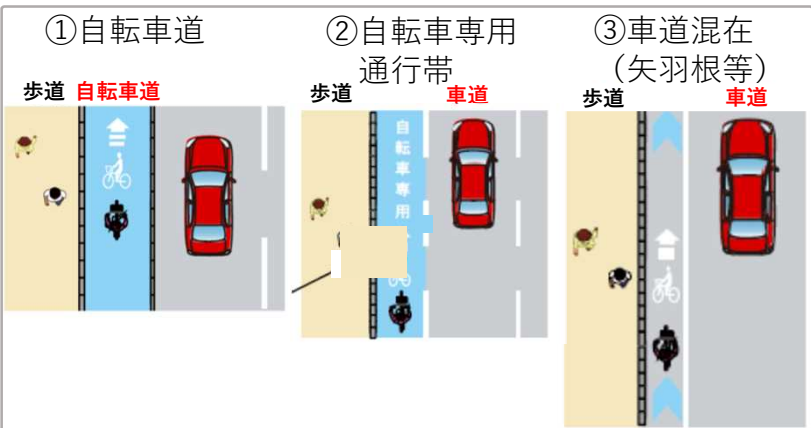 ①自転車道
歩道 自転車道
②自転車専用
通行帯
歩道 車道
自転車専用
③車道混在
（矢羽根等）
歩道 車道